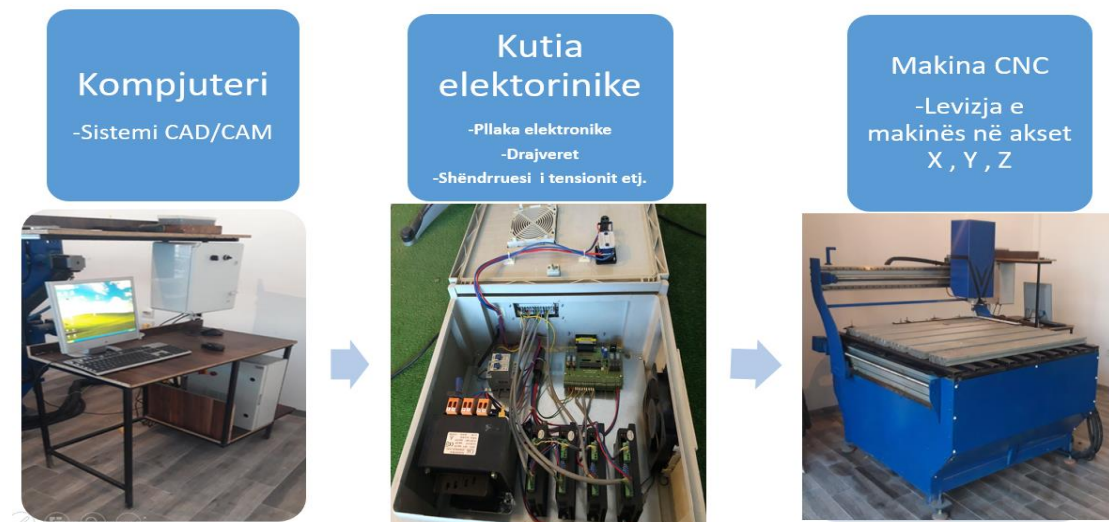 Kompjuteri
-Sistemi CAD/CAM
Kutia
elektorinike
-Pllaka elektronike
-Drajveret
-Shëndrruesi i tensionit etj.
Makina CNC
-Levizja e
makinës në akset
X , Y , Z